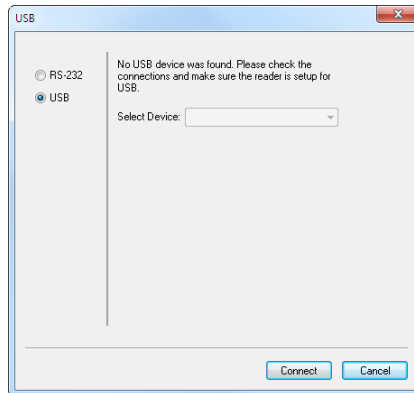 USB
RS-232
USB
No USB device was found. Please check the
connections and make sure the reader is setup for
USB.
Select Device:
Connect
Cancel